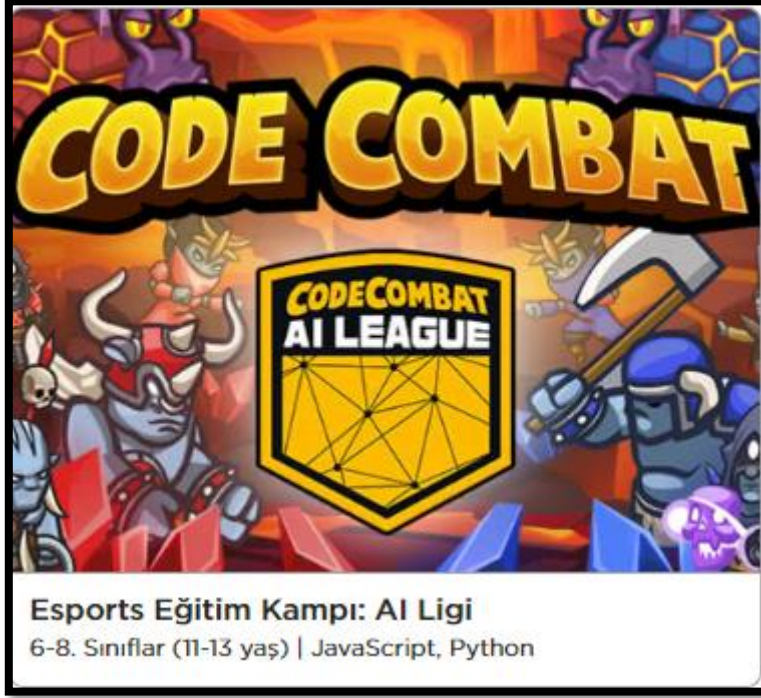 CODE COMBAT
CODECOMBAT
AI LEAGUE
Esports Eğitim Kampı: AI Ligi
6-8. Sınıflar (11-13 yaş) | JavaScript, Python